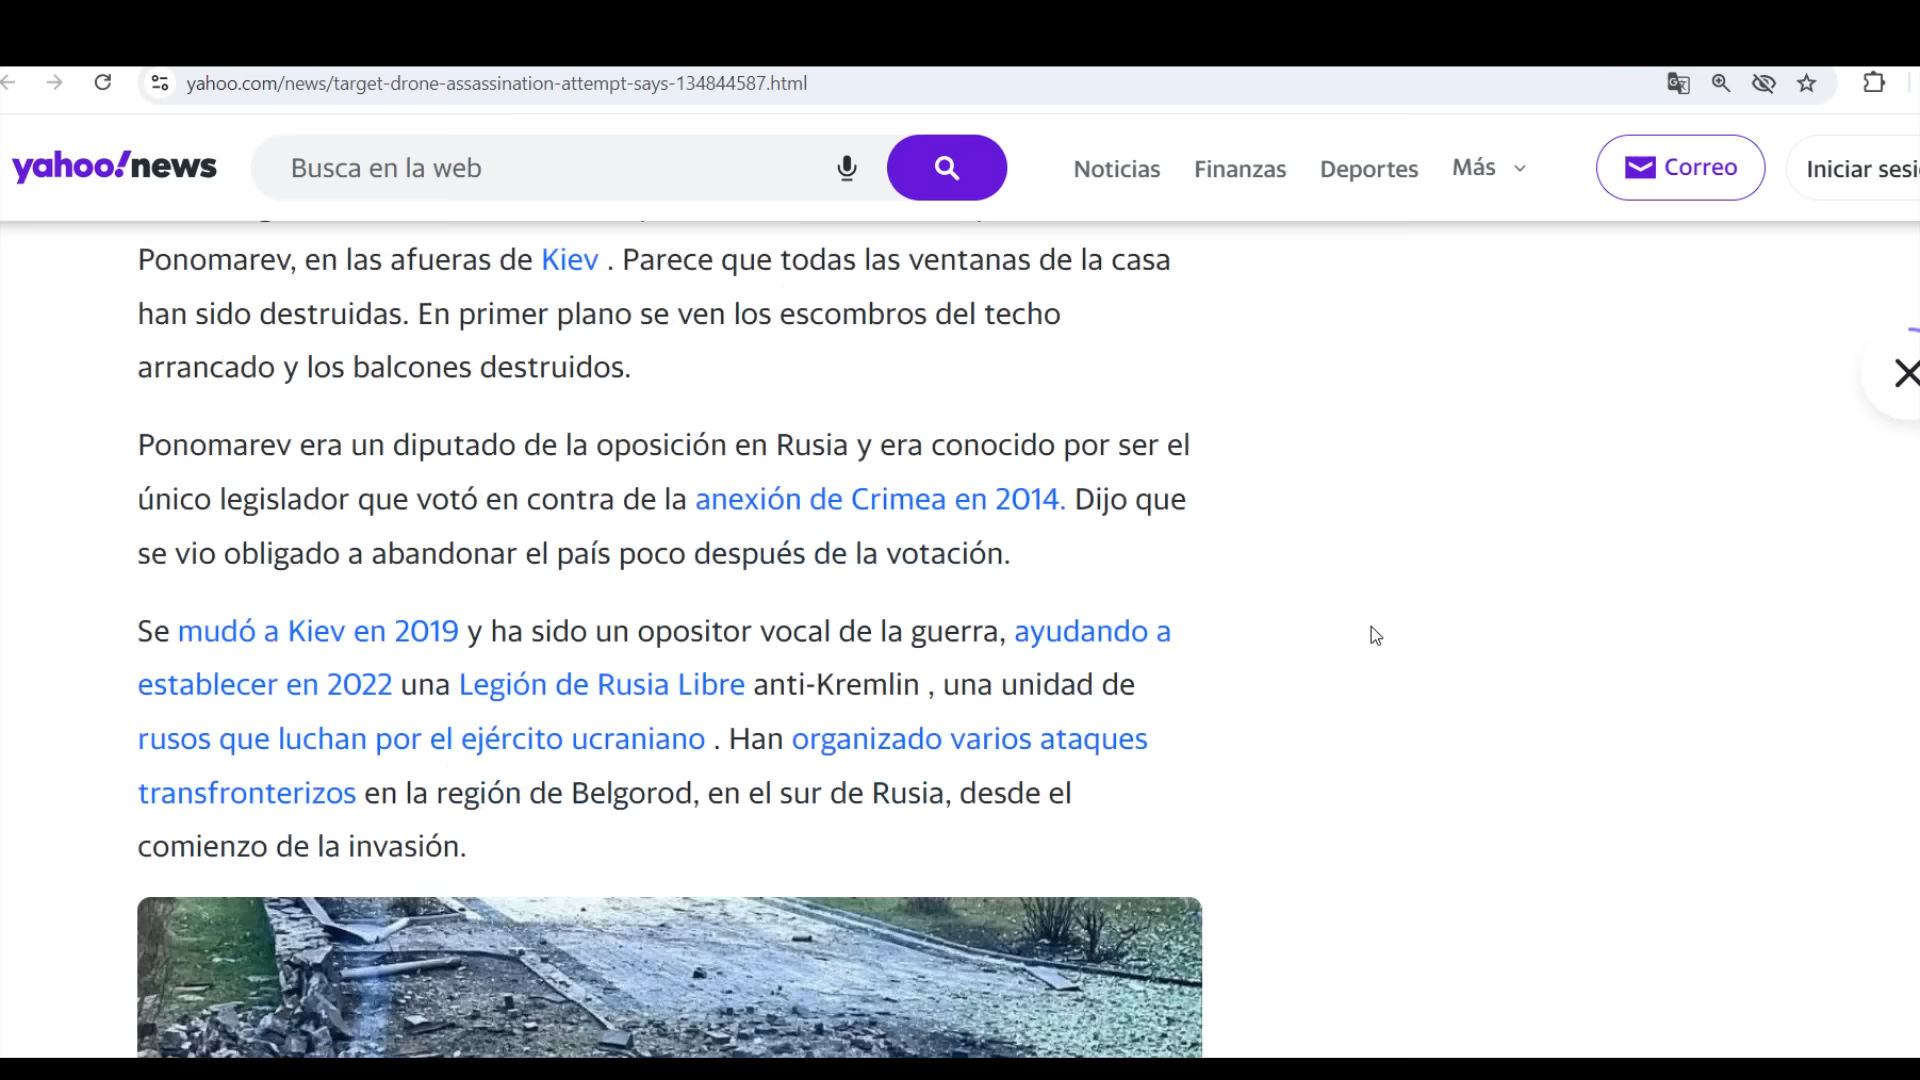 yahoo.com/news/target-drone-assassination-attempt-says-134844587.html
yahoo!news
Busca en la web
Noticias
Finanzas
Deportes
Más
Correo
Iniciar sesi
Ponomarev, en las afueras de Kiev . Parece que todas las ventanas de la casa
han sido destruidas. En primer plano se ven los escombros del techo
arrancado y los balcones destruidos.
Ponomarev era un diputado de la oposición en Rusia y era conocido por ser el
único legislador que votó en contra de la anexión de Crimea en 2014. Dijo que
se vio obligado a abandonar el país poco después de la votación.
Se mudó a Kiev en 2019 y ha sido un opositor vocal de la guerra, ayudando a
establecer en 2022 una Legión de Rusia Libre anti-Kremlin , una unidad de
rusos que luchan por el ejército ucraniano . Han organizado varios ataques
transfronterizos en la región de Belgorod, en el sur de Rusia, desde el
comienzo de la invasión.